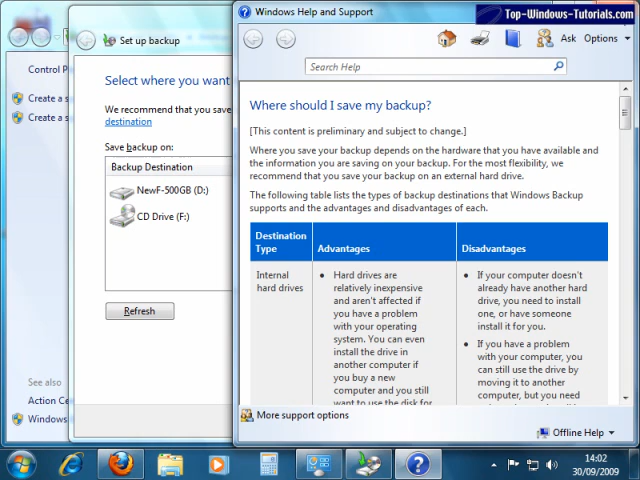 Top-Windows-Tutorials.com
Windows Help and Support
Ask Options
Search Help
Where should I save my backup?
[This content is preliminary and subject to change.]
Where you save your backup depends on the hardware that you have available and
the information you are saving on your backup. For the most flexibility, we
recommend that you save your backup on an external hard drive.
The following table lists the types of backup destinations that Windows Backup
supports and the advantages and disadvantages of each.
Destination
Type
Advantages
Disadvantages
Internal
hard drives
Hard drives are
relatively inexpensive
and aren't affected if
you have a problem
with your operating
system. You can even
install the drive in
another computer if
you buy a new
computer and you still
want to use the disk for
If your computer doesn't
already have another hard
drive, you need to install
one, or have someone
install it for you.
If you have a problem
with your computer, you
can still use the drive by
moving it to another
computer, but you need
More support options
Offline Help
Set up backup
Select where you want
We recommend that you save
destination
Save backup on:
Backup Destination
NewF-500GB (D:)
CD Drive (F:)
Refresh
Control P
Create a s
Create a s
See also
Action Ce
Windows
14:02
30/09/2009